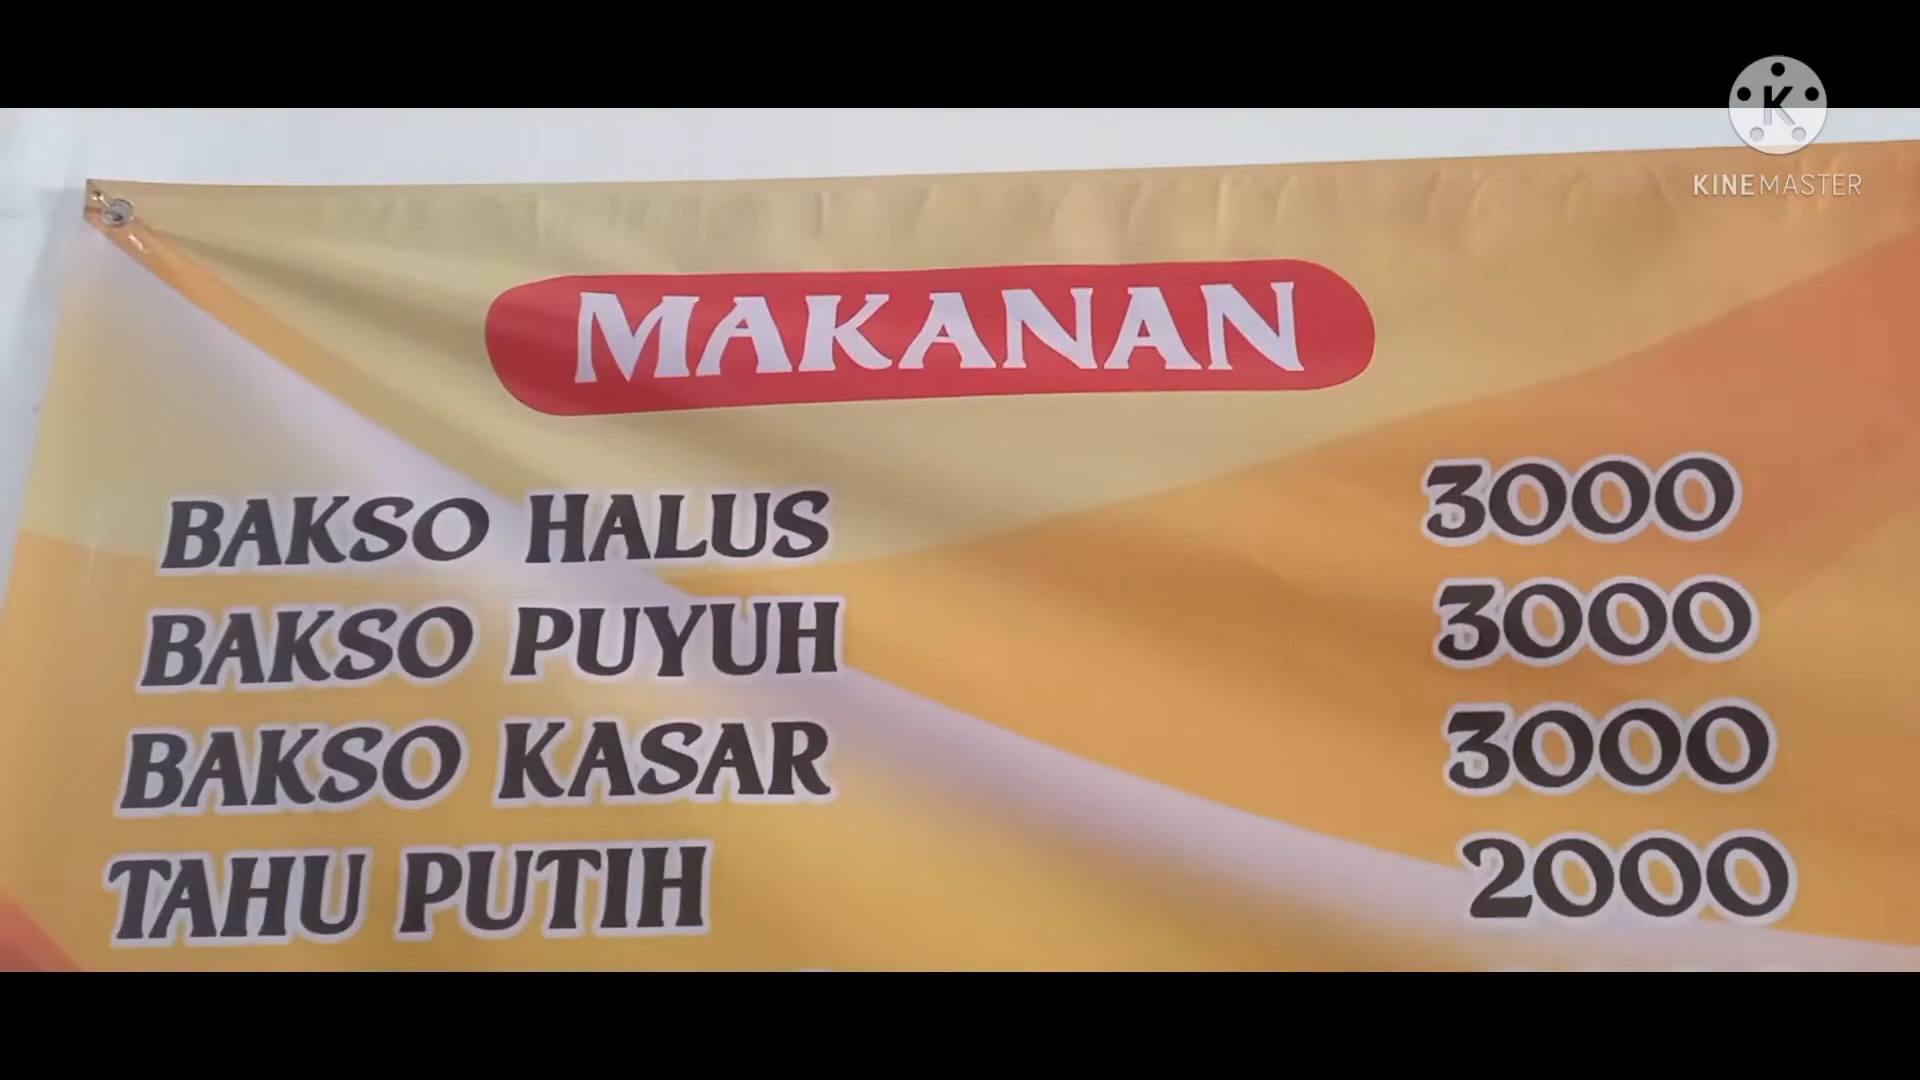 K
KINEMASTER
MAKANAN
BAKSO HALUS 3000
BAKSO PUYUH 3000
BAKSO KASAR 3000
TAHU PUTIH 2000